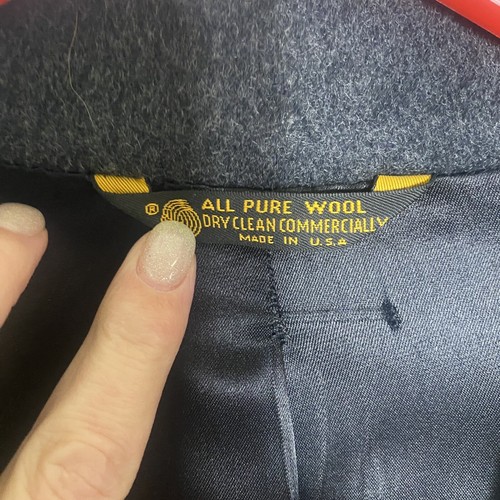 ® ALL PURE WOOL
DRY CLEAN COMMERCIALLY
MADE IN U.S.A